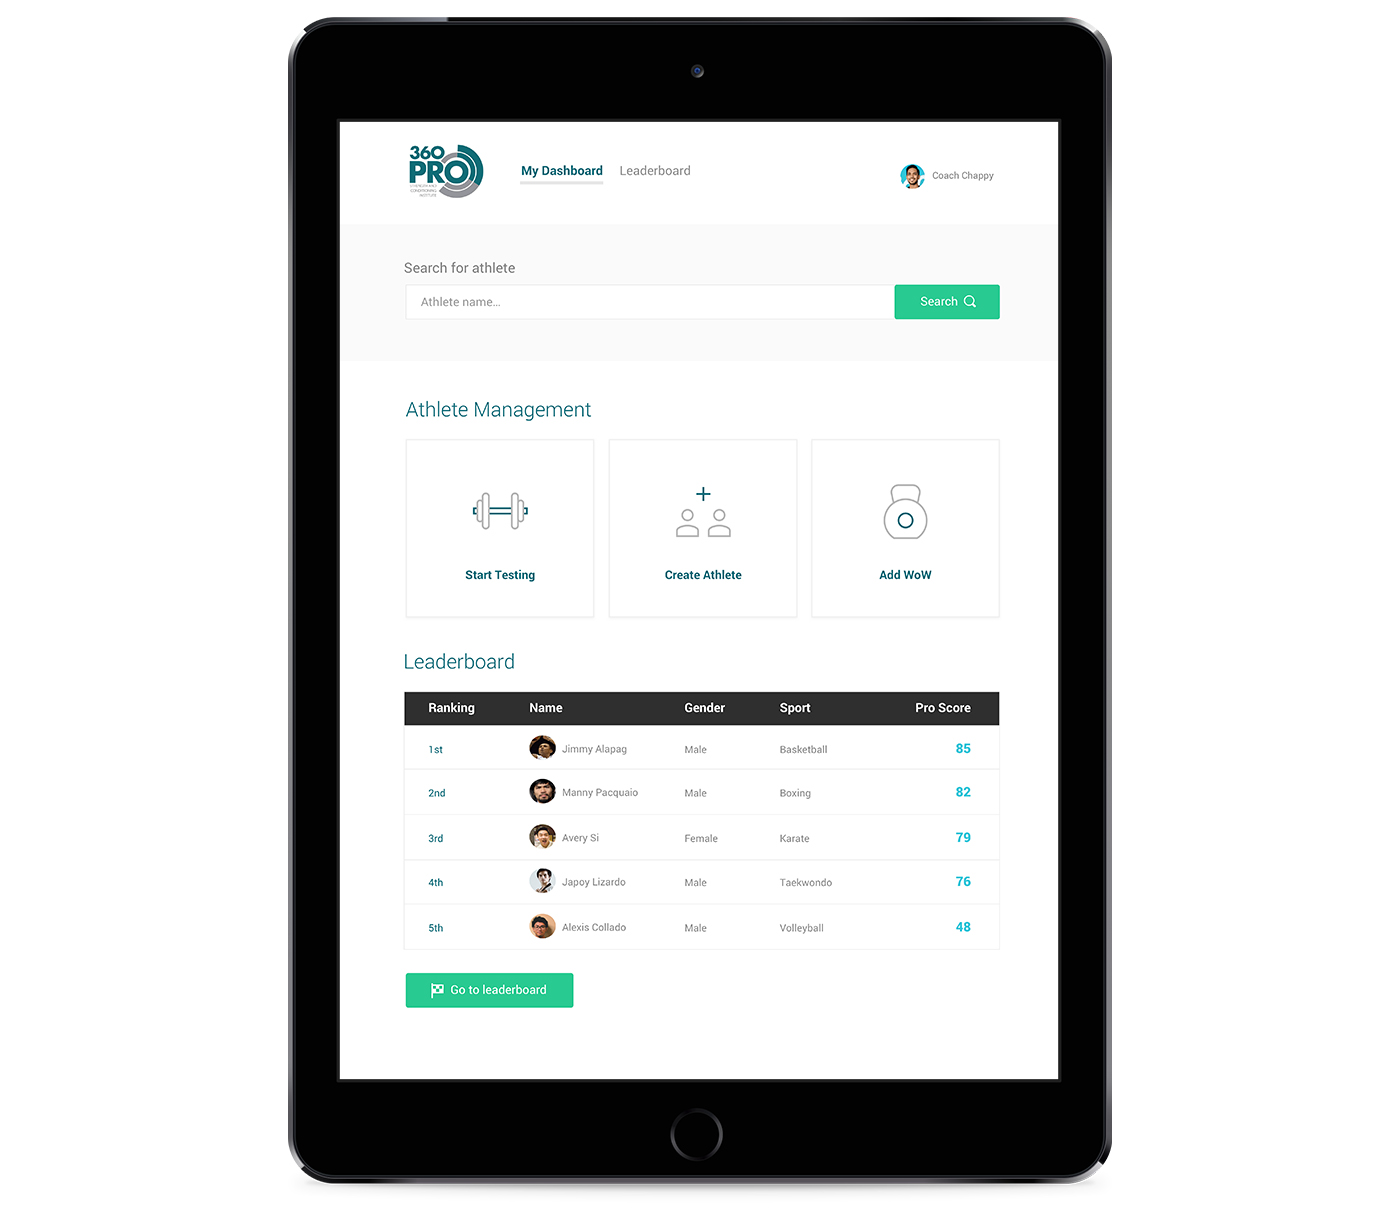 360
PRO
CONDITIONING
INSTITUTE
My Dashboard
Leaderboard
Coach Chappy
Search for athlete
Athlete name...
Search
Athlete Management
Start Testing
Create Athlete
Add WoW
Leaderboard
Ranking Name Gender Sport Pro Score
1st Jimmy Alapag Male Basketball 85
2nd Manny Pacquaio Male Boxing 82
3rd Avery Si Female Karate 79
4th Japoy Lizardo Male Taekwondo 76
5th Alexis Collado Male Volleyball 48
Go to leaderboard